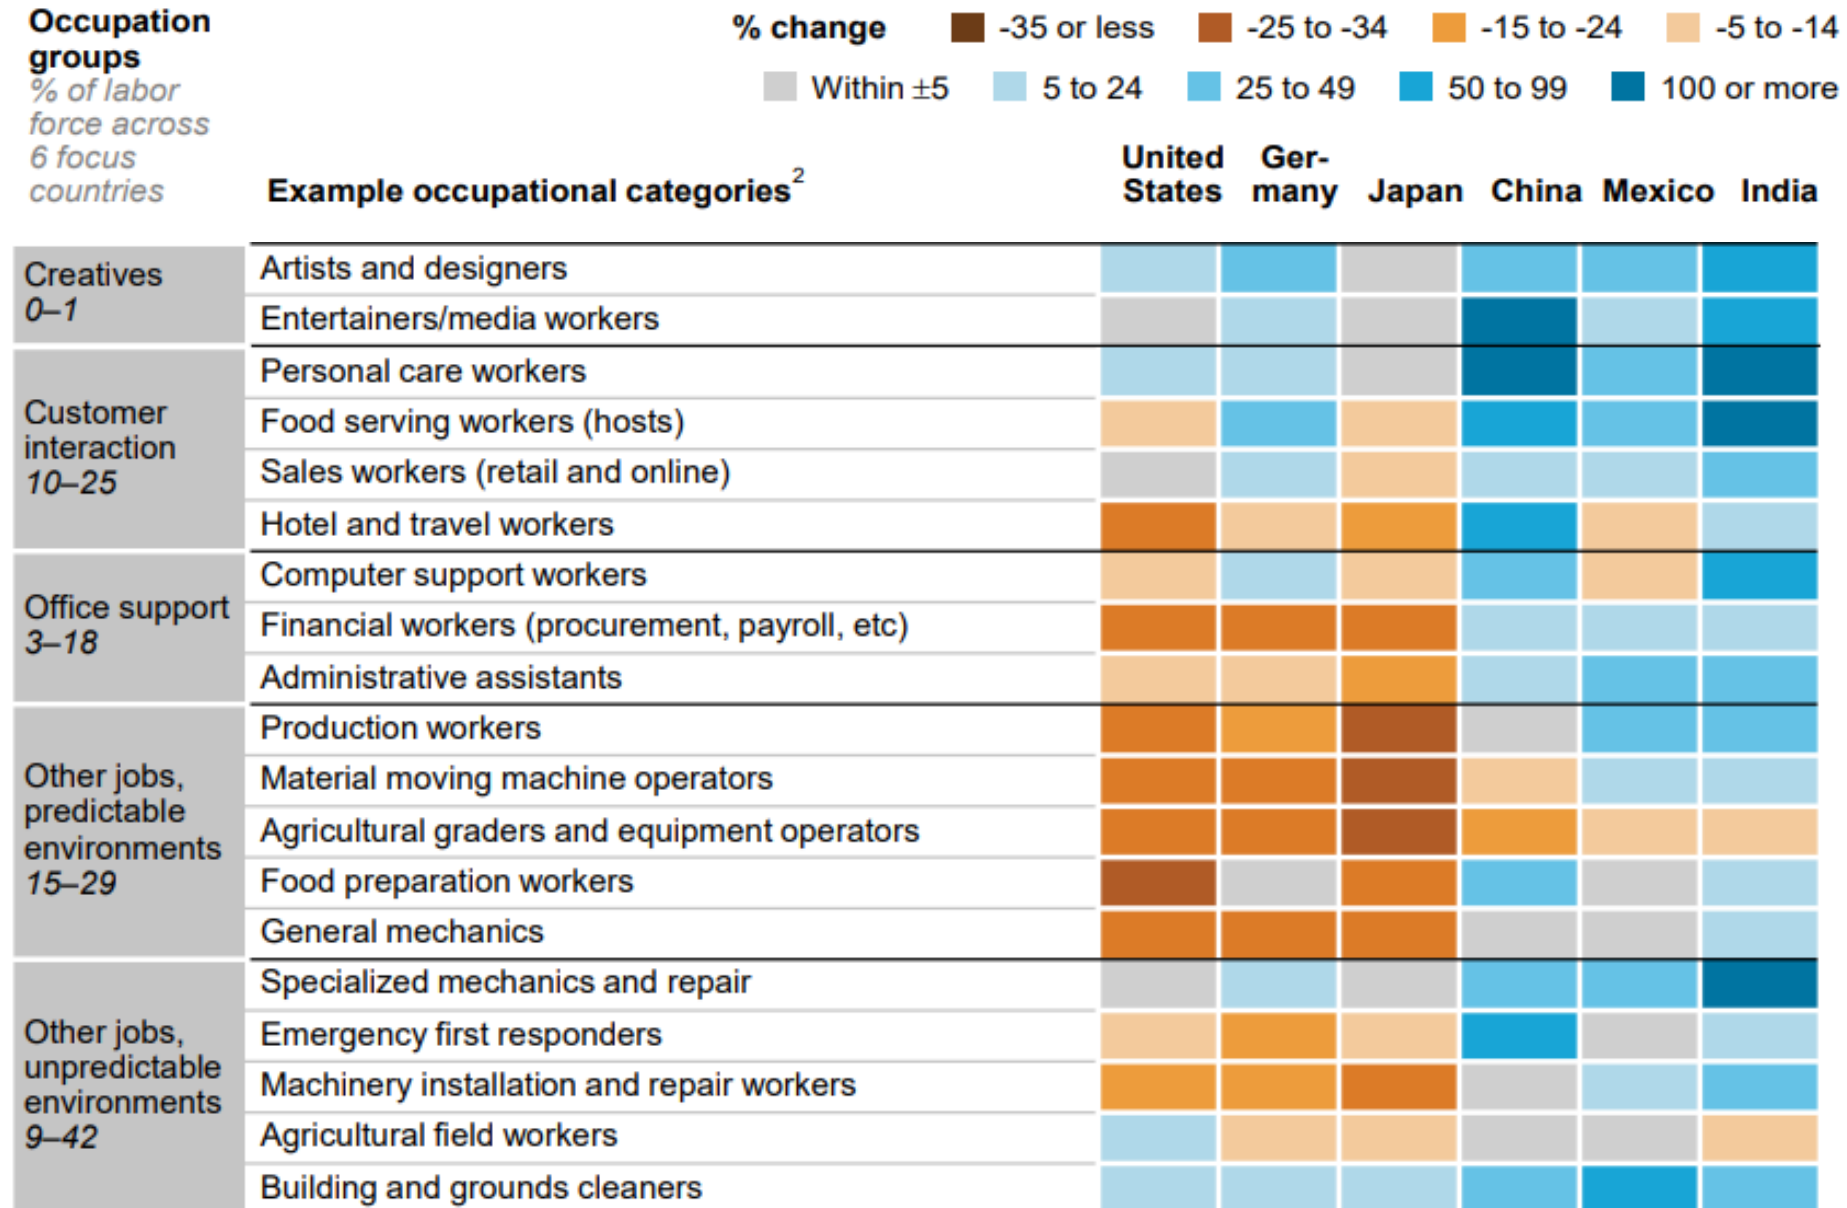 Occupation
groups
% of labor
force across
6 focus
countries
% change -35 or less -25 to -34 -15 to -24 -5 to -14
Within ±5 5 to 24 25 to 49 50 to 99 100 or more
Example occupational categories2
United States
Ger-
many
Japan
China
Mexico
India
Creatives
0–1
Artists and designers
Entertainers/media workers
Customer
interaction
10–25
Personal care workers
Food serving workers (hosts)
Sales workers (retail and online)
Hotel and travel workers
Office support
3–18
Computer support workers
Financial workers (procurement, payroll, etc)
Administrative assistants
Other jobs,
predictable
environments
15–29
Production workers
Material moving machine operators
Agricultural graders and equipment operators
Food preparation workers
General mechanics
Other jobs,
unpredictable
environments
9–42
Specialized mechanics and repair
Emergency first responders
Machinery installation and repair workers
Agricultural field workers
Building and grounds cleaners